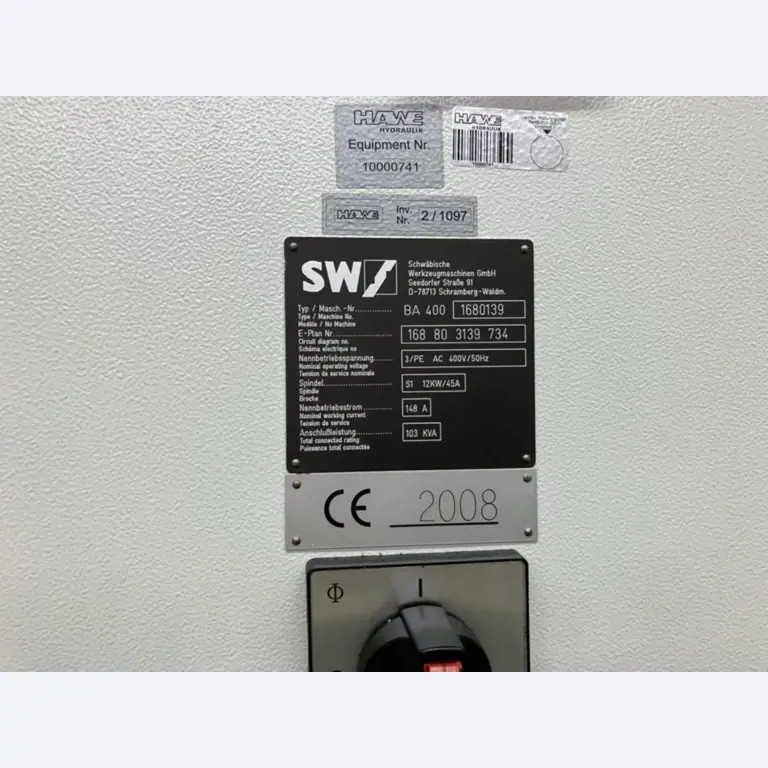 HAWE
HYDRAULIK
Equipment Nr.
10000741
HAWE
HYDRAULIK
HAWE
Inv.
Nr.
2 / 1097
SW
Schwäbische
Werkzeugmaschinen GmbH
Seedorfer Straße 91
D-78713 Schramberg-Waldm.
Typ / Masch.-Nr.................. BA 400 1680139
Type / Machine No.
Modéle / No Machine
E-Plan Nr........................ 168 80 3139 734
Circuit diagram no.
Schéma électrique no
Nennbetriebsspannung....... 3/PE AC 400V/50Hz
Nominal operating voltage
Tension de service nominale
Spindel........................... S1 12KW/45A
Spindle
Broche
Nennbetriebsstrom........... 148 A
Nominal working current
Tension de service
Anschlußleistung............... 103 KVA
Total connected rating
Puissance total connectée
CE 2008
Φ I